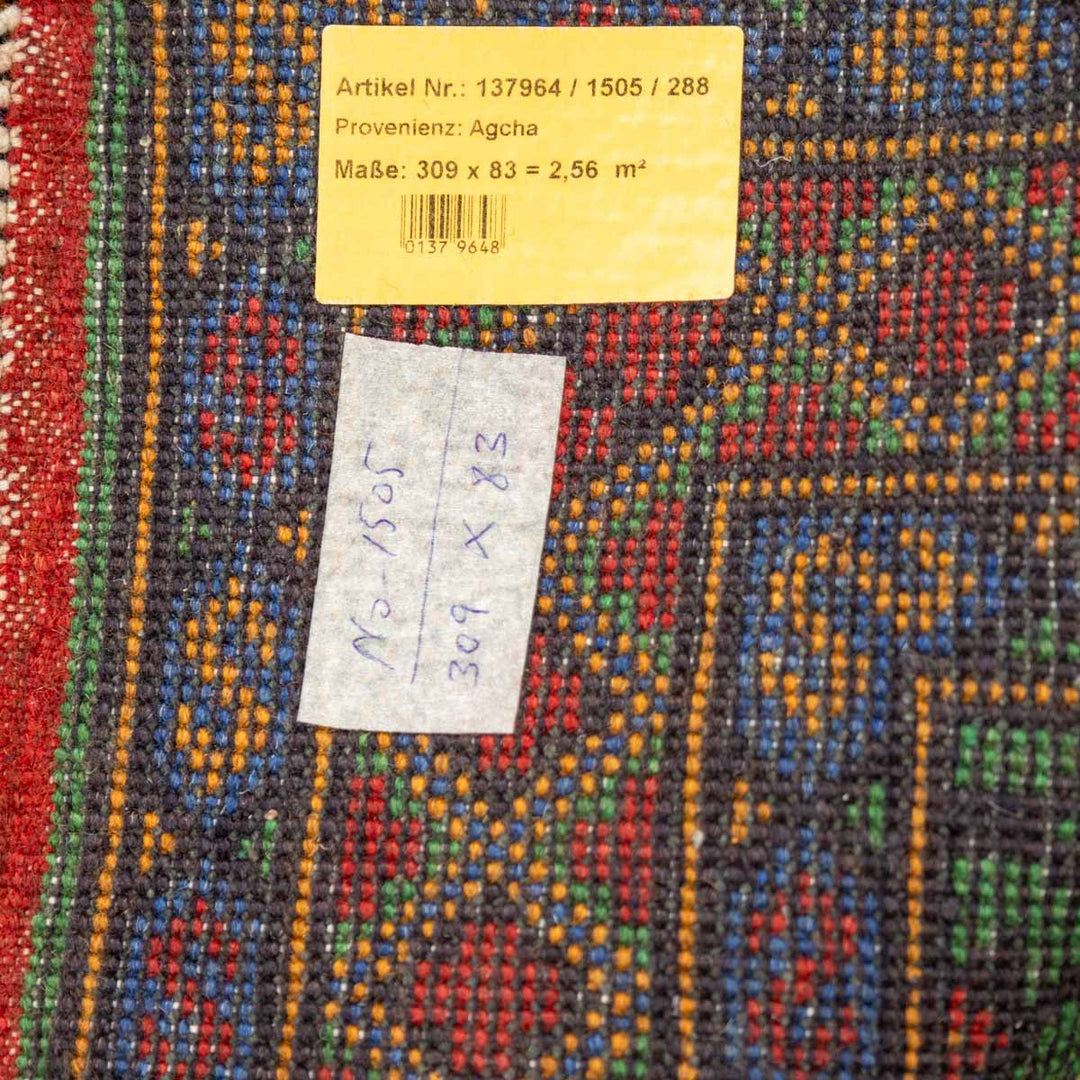 Artikel Nr.: 137964 / 1505 / 288
Provenienz: Agcha
Maße: 309 x 83 = 2,56 m²
0137 9648
No-1505
309 X 83